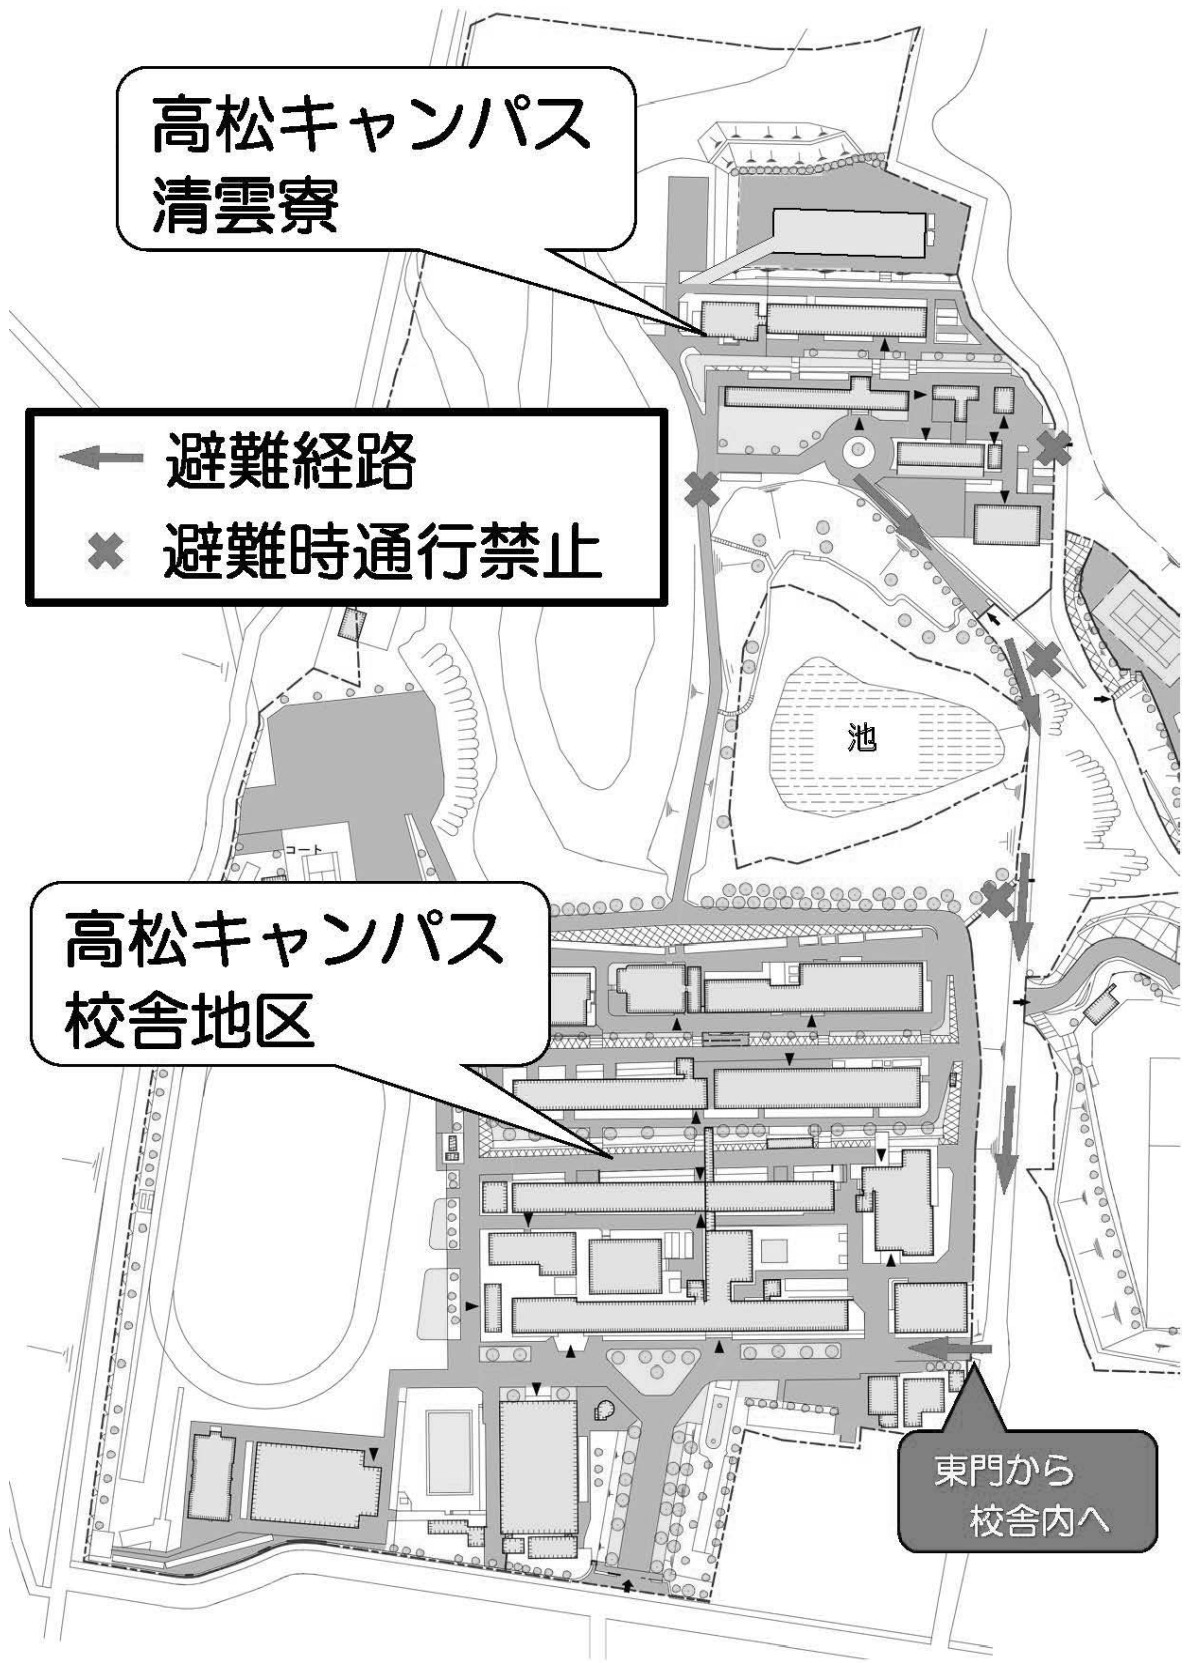 高松キャンパス
清雲寮
避難経路
避難時通行禁止
池
コート
高松キャンパス
校舎地区
東門から
校舎内へ